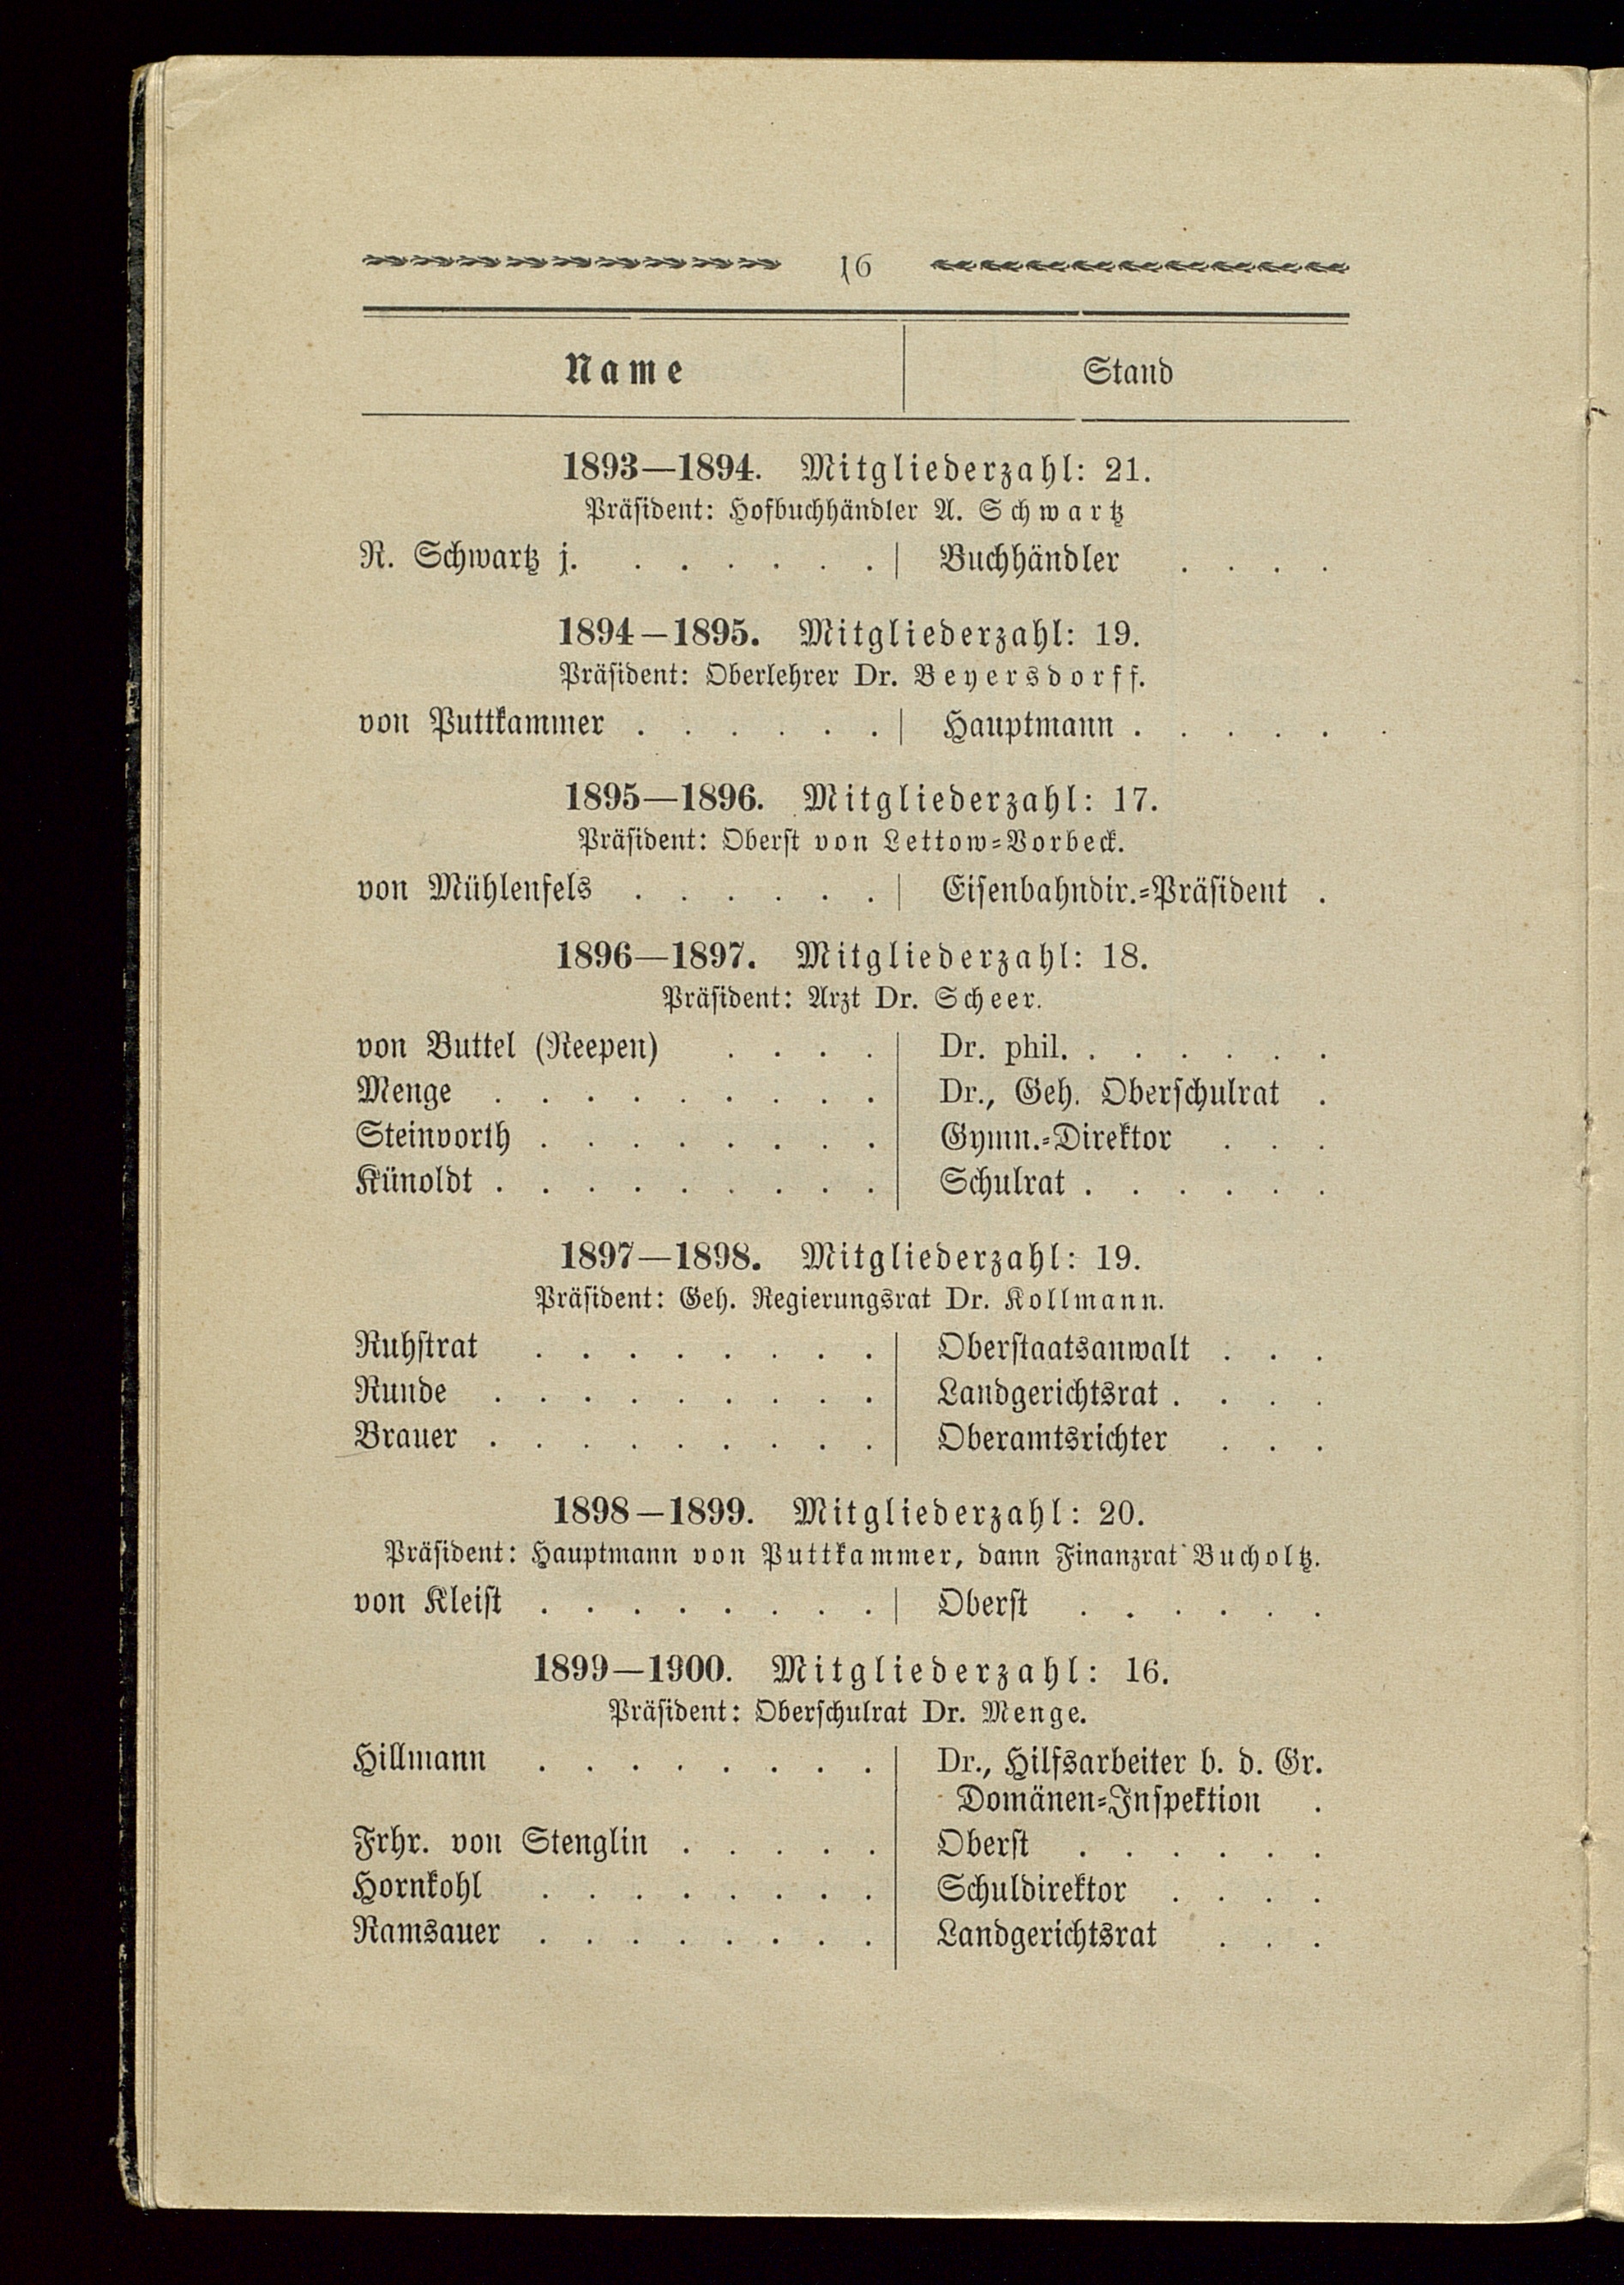 16
Name Stand
1893—1894. Mitgliederzahl: 21.
Präsident: Hofbuchhändler A. Schwartz
R. Schwartz j. . . . . . . | Buchhändler . . . .
1894—1895. Mitgliederzahl: 19.
Präsident: Oberlehrer Dr. Beyersdorff.
von Puttkammer . . . . . . | Hauptmann . . . . .
1895—1896. Mitgliederzahl: 17.
Präsident: Oberst von Lettow-Vorbeck.
von Mühlenfels . . . . . . | Eisenbahndir.-Präsident .
1896—1897. Mitgliederzahl: 18.
Präsident: Arzt Dr. Scheer.
von Buttel (Reepen) . . . . | Dr. phil. . . . . . .
Menge . . . . . . . . . | Dr., Geh. Oberschulrat .
Steinvorth . . . . . . . . | Gymn.-Direktor . . .
Künoldt . . . . . . . . . | Schulrat . . . . . .
1897—1898. Mitgliederzahl: 19.
Präsident: Geh. Regierungsrat Dr. Kollmann.
Ruhstrat . . . . . . . . | Oberstaatsanwalt . . .
Runde . . . . . . . . . | Landgerichtsrat . . . .
Brauer . . . . . . . . . | Oberamtsrichter . . .
1898—1899. Mitgliederzahl: 20.
Präsident: Hauptmann von Puttkammer, dann Finanzrat Bucholtz.
von Kleist . . . . . . . . | Oberst . . . . . .
1899—1900. Mitgliederzahl: 16.
Präsident: Oberschulrat Dr. Menge.
Hillmann . . . . . . . . | Dr., Hilfsarbeiter b. d. Gr.
Domänen-Inspektion .
Frhr. von Stenglin . . . . . | Oberst . . . . . .
Hornkohl . . . . . . . . | Schuldirektor . . . .
Ramsauer . . . . . . . . | Landgerichtsrat . . .